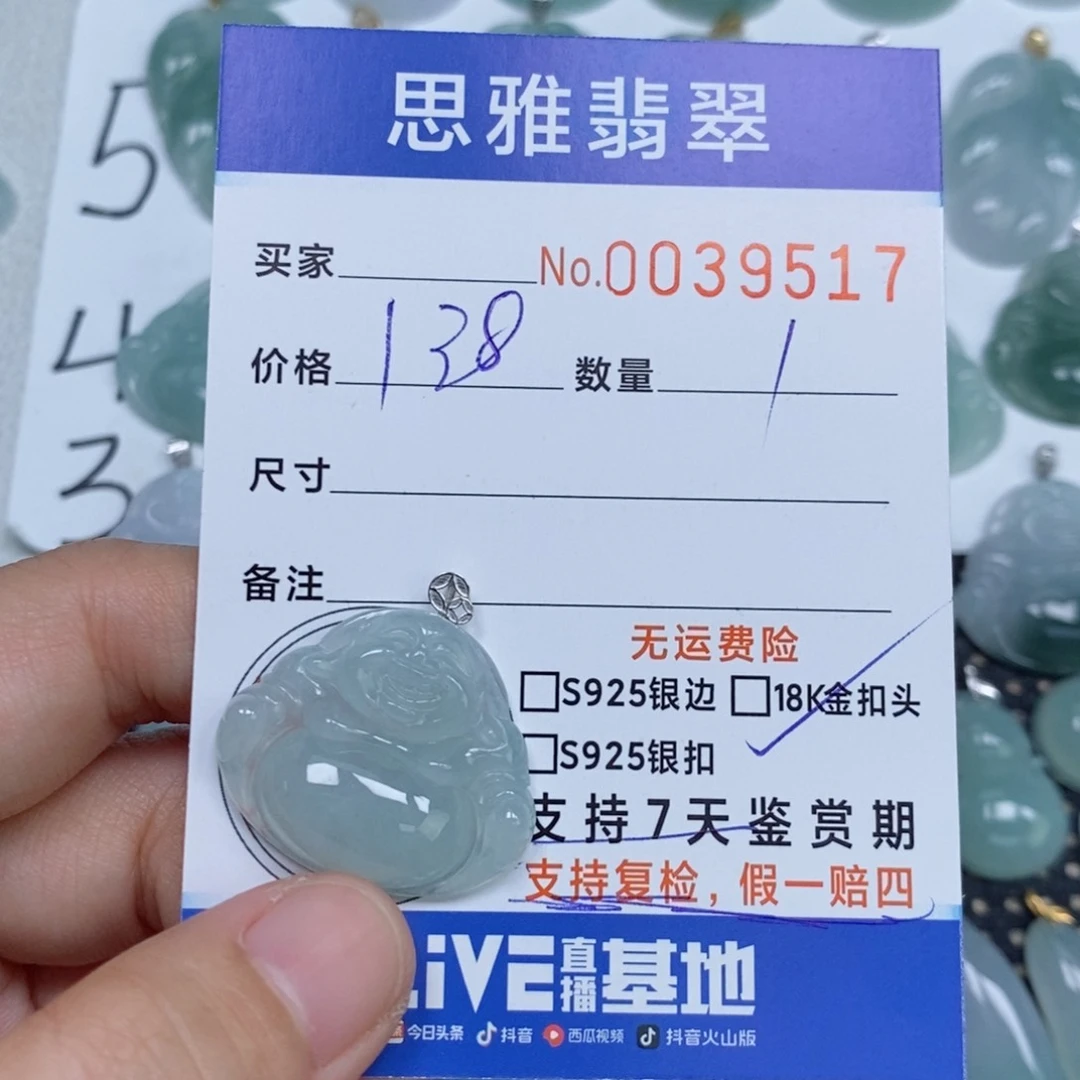 思雅翡翠
5
买家 No.0039517
4
价格 138 数量 1
3
尺寸
备注
无运费险
S925银边 18K金扣头
S925银扣
支持7天鉴赏期
支持复检，假一赔四
LIVE直播基地
今日头条 抖音 西瓜视频 抖音火山版